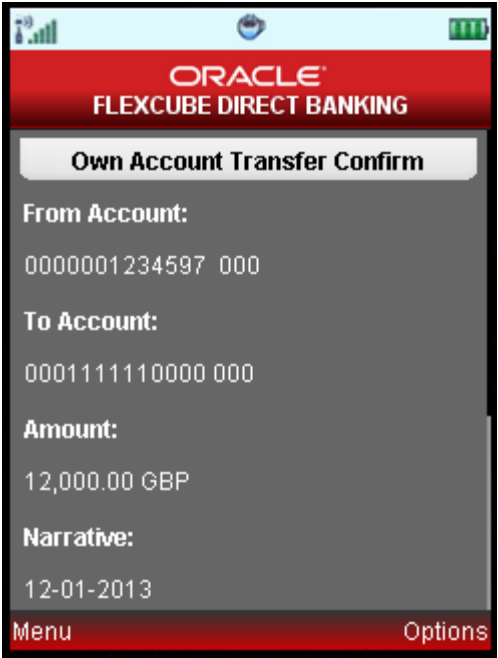 ORACLE
FLEXCUBE DIRECT BANKING
Own Account Transfer Confirm
From Account:
0000001234597 000
To Account:
0001111110000 000
Amount:
12,000.00 GBP
Narrative:
12-01-2013
Menu Options